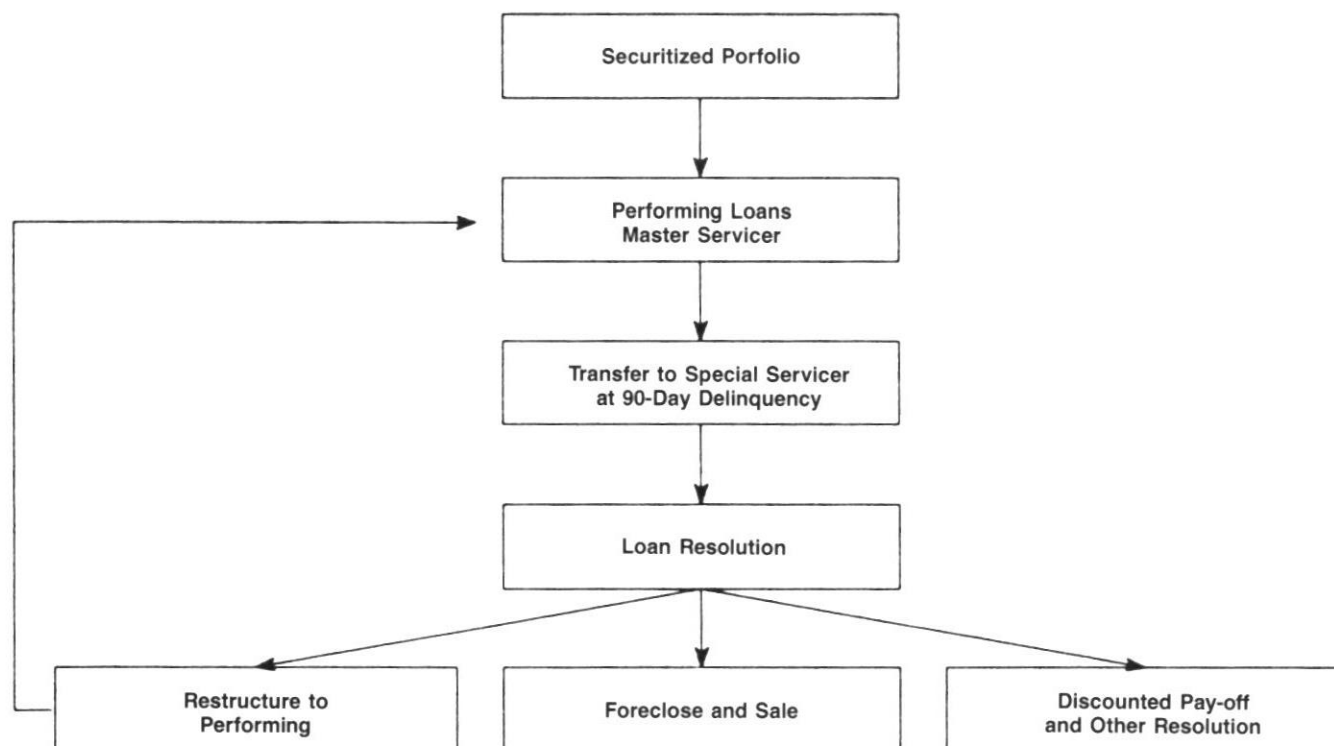 Securitized Porfolio
Performing Loans
Master Servicer
Transfer to Special Servicer
at 90-Day Delinquency
Loan Resolution
Restructure to
Performing
Foreclose and Sale
Discounted Pay-off
and Other Resolution